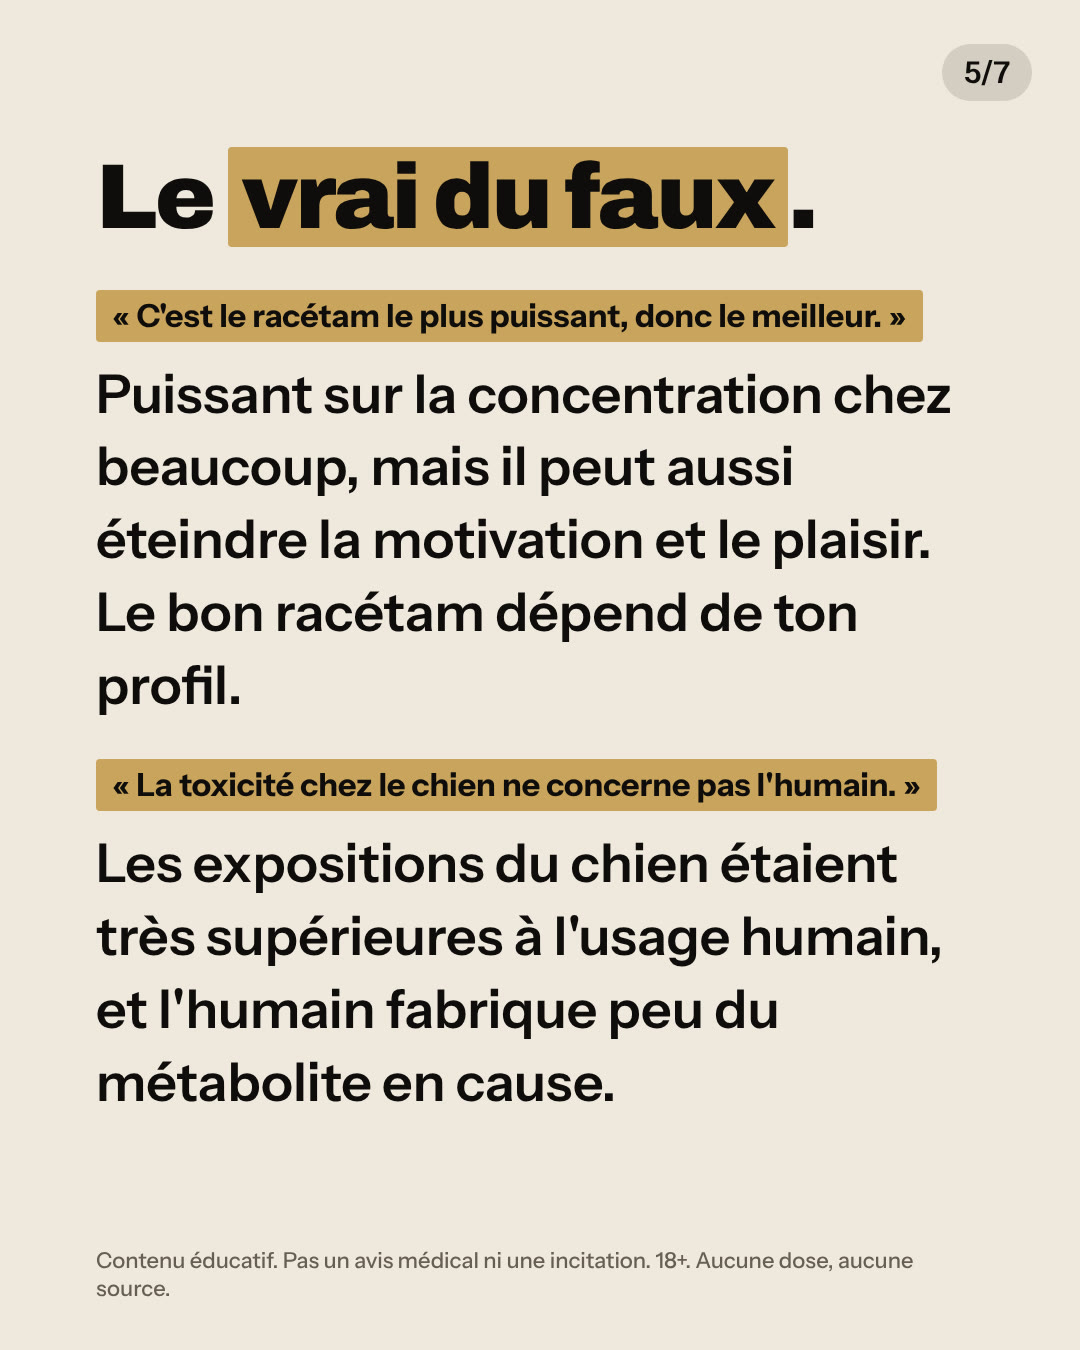 5/7
Le vrai du faux.
« C'est le racétam le plus puissant, donc le meilleur. »
Puissant sur la concentration chez
beaucoup, mais il peut aussi
éteindre la motivation et le plaisir.
Le bon racétam dépend de ton
profil.
« La toxicité chez le chien ne concerne pas l'humain. »
Les expositions du chien étaient
très supérieures à l'usage humain,
et l'humain fabrique peu du
métabolite en cause.
Contenu éducatif. Pas un avis médical ni une incitation. 18+. Aucune dose, aucune
source.